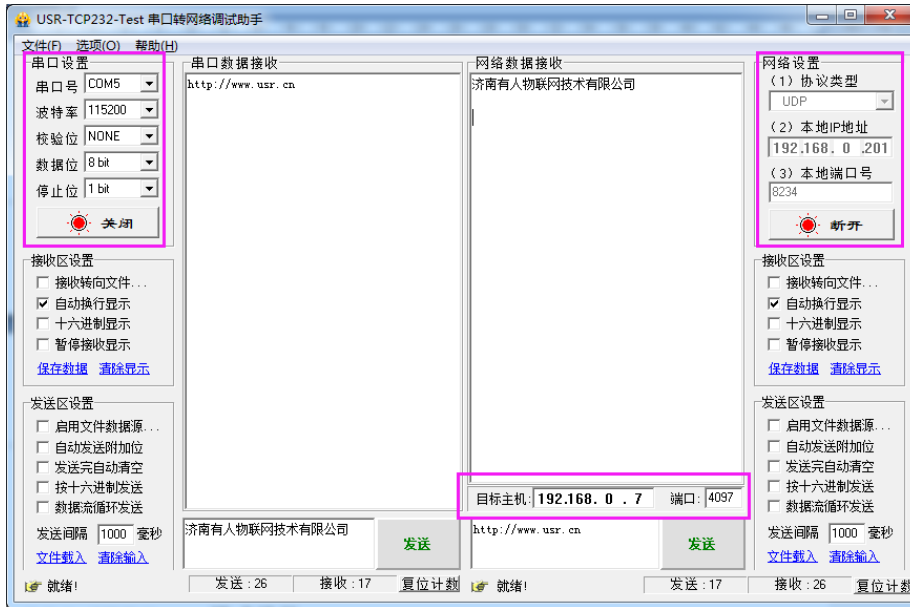 USR-TCP232-Test 串口转网络调试助手
文件(F) 选项(O) 帮助(H)
串口设置
串口号 COM5
波特率 115200
校验位 NONE
数据位 8 bit
停止位 1 bit
关闭
接收区设置
接收转向文件...
自动换行显示
十六进制显示
暂停接收显示
保存数据 清除显示
发送区设置
启用文件数据源...
自动发送附加位
发送完自动清空
按十六进制发送
数据流循环发送
发送间隔 1000 毫秒
文件载入 清除输入
就绪!
串口数据接收
http://www.usr.cn
济南有人物联网技术有限公司
发送
发送 : 26 接收 : 17 复位计数
网络数据接收
济南有人物联网技术有限公司
目标主机: 192.168. 0 . 7 端口: 4097
http://www.usr.cn
发送
就绪!
发送 : 17 接收 : 26 复位计数
网络设置
(1) 协议类型
UDP
(2) 本地IP地址
192.168. 0 .201
(3) 本地端口号
8234
断开
接收区设置
接收转向文件...
自动换行显示
十六进制显示
暂停接收显示
保存数据 清除显示
发送区设置
启用文件数据源...
自动发送附加位
发送完自动清空
按十六进制发送
数据流循环发送
发送间隔 1000 毫秒
文件载入 清除输入